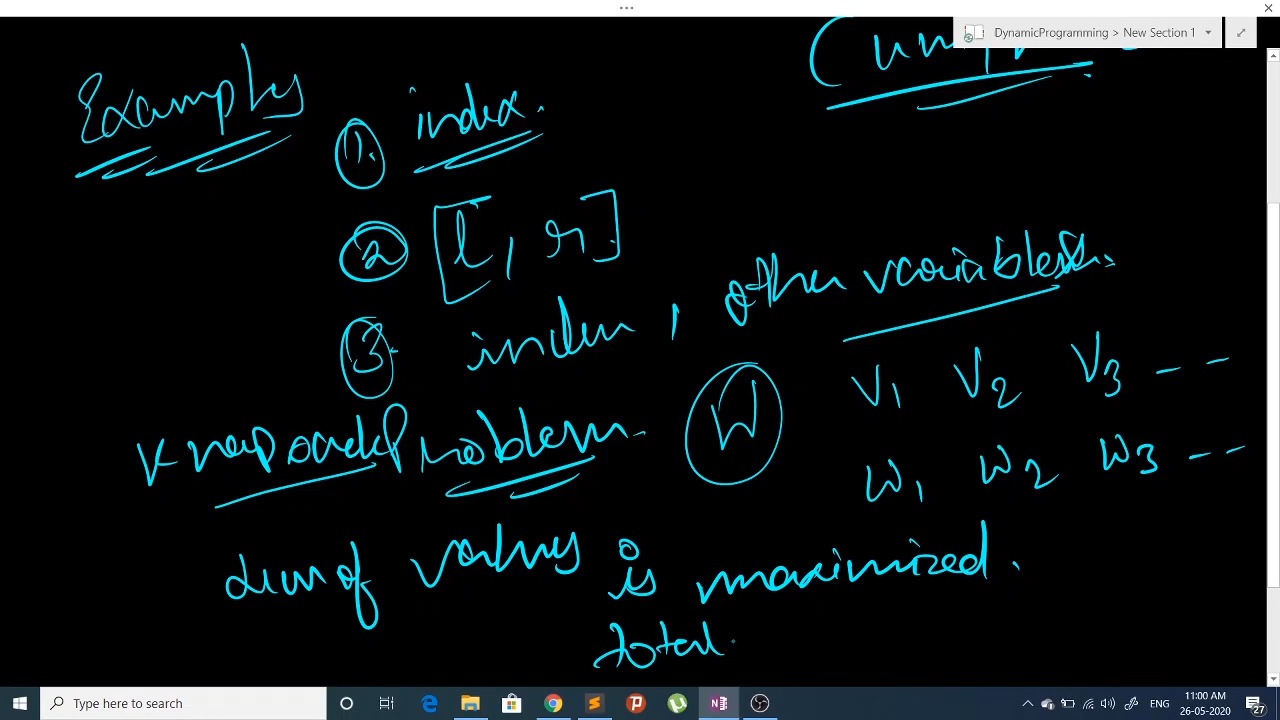 DynamicProgramming > New Section 1
Examples
1. index.
2 [l, r]
3. index, other variables.
Knapsack Problem. W
V1 V2 V3 - -
W1 W2 W3 - -
sum of values is maximized.
total
Type here to search
11:00 AM
26-05-2020
27